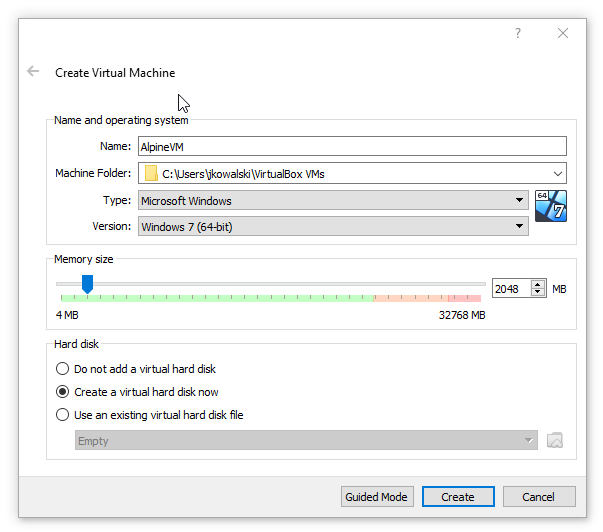 ?
Create Virtual Machine
Name and operating system
Name: AlpineVM
Machine Folder: C:\Users\jkowalski\VirtualBox VMs
Type: Microsoft Windows
64
7
Version: Windows 7 (64-bit)
Memory size
2048 MB
4 MB 32768 MB
Hard disk
Do not add a virtual hard disk
Create a virtual hard disk now
Use an existing virtual hard disk file
Empty
Guided Mode Create Cancel